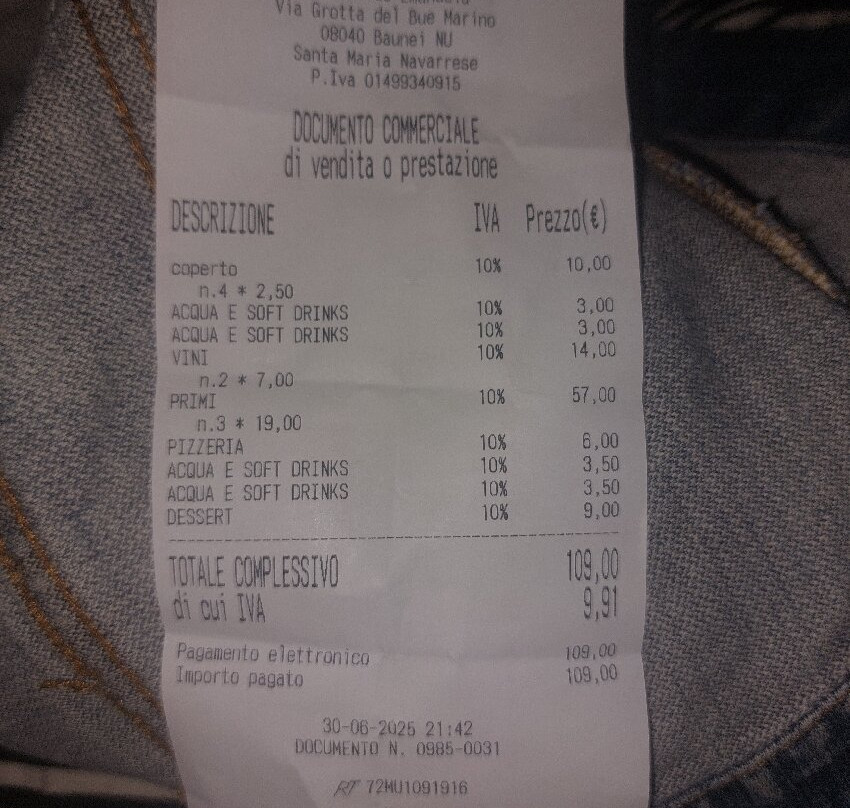 Via Grotta del Bue Marino
08040 Baunei NU
Santa Maria Navarrese
P.Iva 01499340915
DOCUMENTO COMMERCIALE
di vendita o prestazione
DESCRIZIONE IVA Prezzo(€)
coperto 10% 10,00
n.4 * 2,50
ACQUA E SOFT DRINKS 10% 3,00
ACQUA E SOFT DRINKS 10% 3,00
VINI 10% 14,00
n.2 * 7,00
PRIMI 10% 57,00
n.3 * 19,00
PIZZERIA 10% 6,00
ACQUA E SOFT DRINKS 10% 3,50
ACQUA E SOFT DRINKS 10% 3,50
DESSERT 10% 9,00
TOTALE COMPLESSIVO 109,00
di cui IVA 9,91
Pagamento elettronico 109,00
Importo pagato 109,00
30-06-2025 21:42
DOCUMENTO N. 0985-0031
RT 72MU1091916